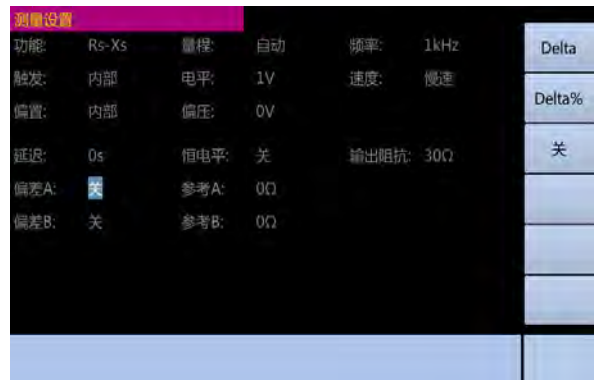 测量设置
功能: Rs-Xs 量程: 自动 频率: 1kHz
触发: 内部 电平: 1V 速度: 慢速
偏置: 内部 偏压: 0V
延迟: 0s 恒电平: 关 输出阻抗: 30Ω
偏差A: 关 参考A: 0Ω
偏差B: 关 参考B: 0Ω
Delta
Delta%
关